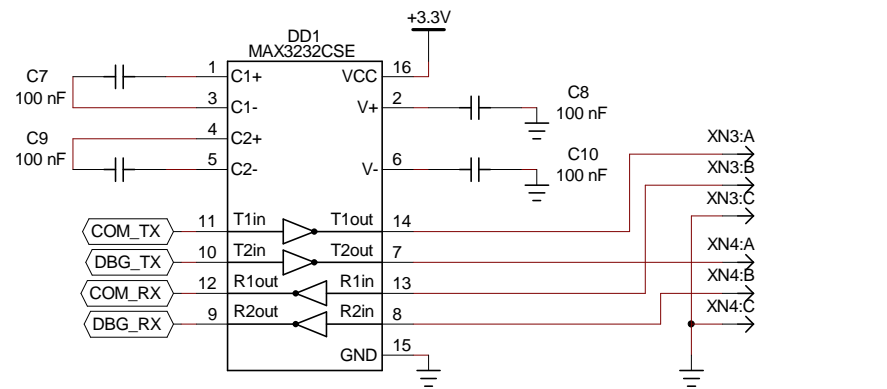 +3.3V
DD1
MAX3232CSE
C7
100 nF
1 C1+ VCC 16
3 C1- V+ 2
C8
100 nF
C9
100 nF
4 C2+
5 C2- V- 6
C10
100 nF
XN3:A
XN3:B
XN3:C
COM_TX 11 T1in T1out 14
DBG_TX 10 T2in T2out 7
XN4:A
COM_RX 12 R1out R1in 13
XN4:B
DBG_RX 9 R2out R2in 8
XN4:C
GND 15